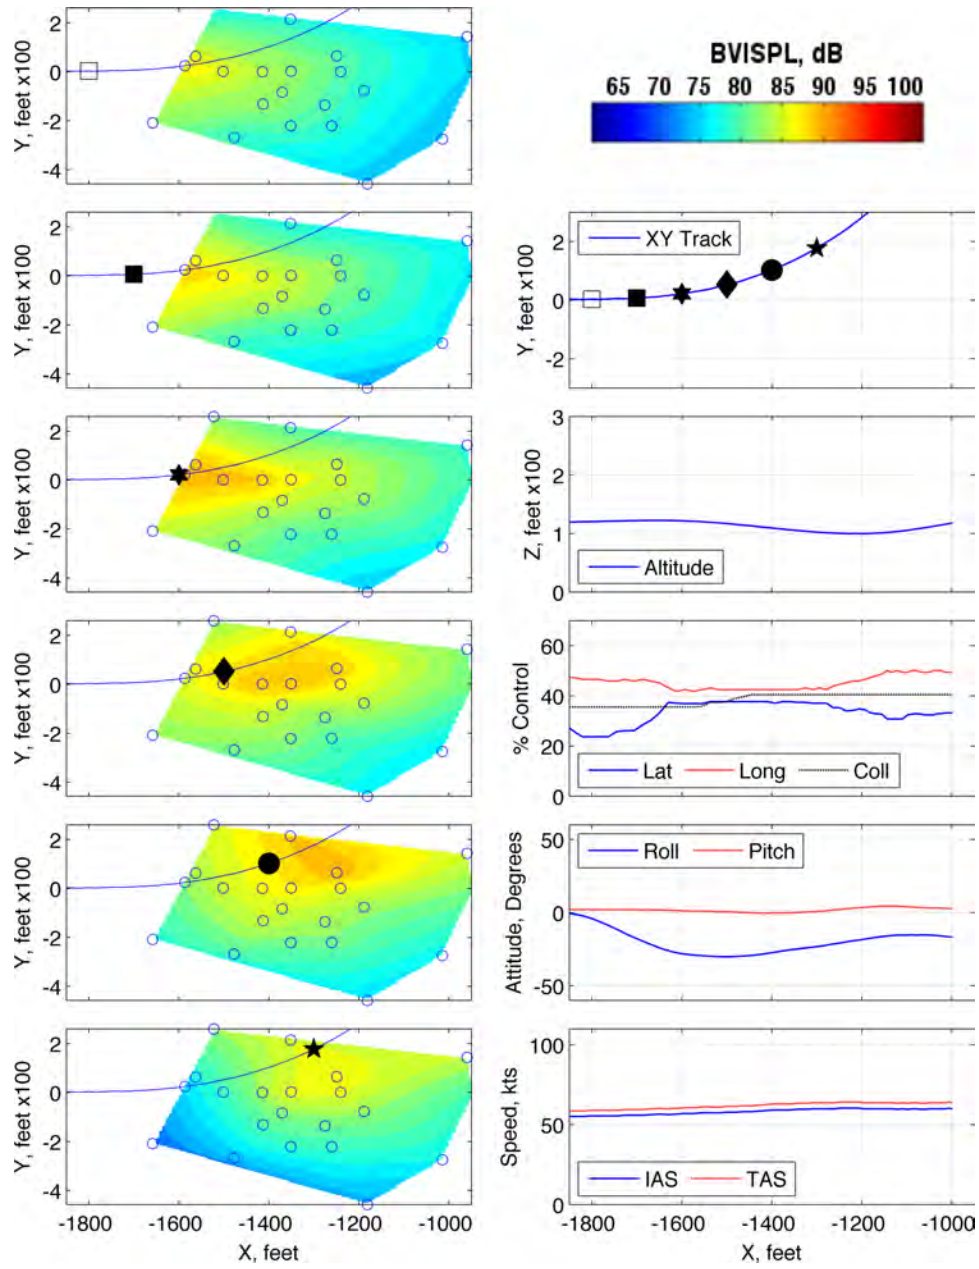 BVISPL, dB
65 70 75 80 85 90 95 100
Y, feet x100
2
0
-2
-4
Y, feet x100
2
0
-2
-4
Y, feet x100
2
0
-2
XY Track
Y, feet x100
2
0
-2
-4
Z, feet x100
3
2
1
0
Altitude
Y, feet x100
2
0
-2
-4
% Control
60
40
20
0
Lat Long Coll
Y, feet x100
2
0
-2
-4
Attitude, Degrees
50
0
-50
Roll Pitch
Y, feet x100
2
0
-2
-4
-1800 -1600 -1400 -1200 -1000
X, feet
Speed, kts
100
50
0
IAS TAS
-1800 -1600 -1400 -1200 -1000
X, feet